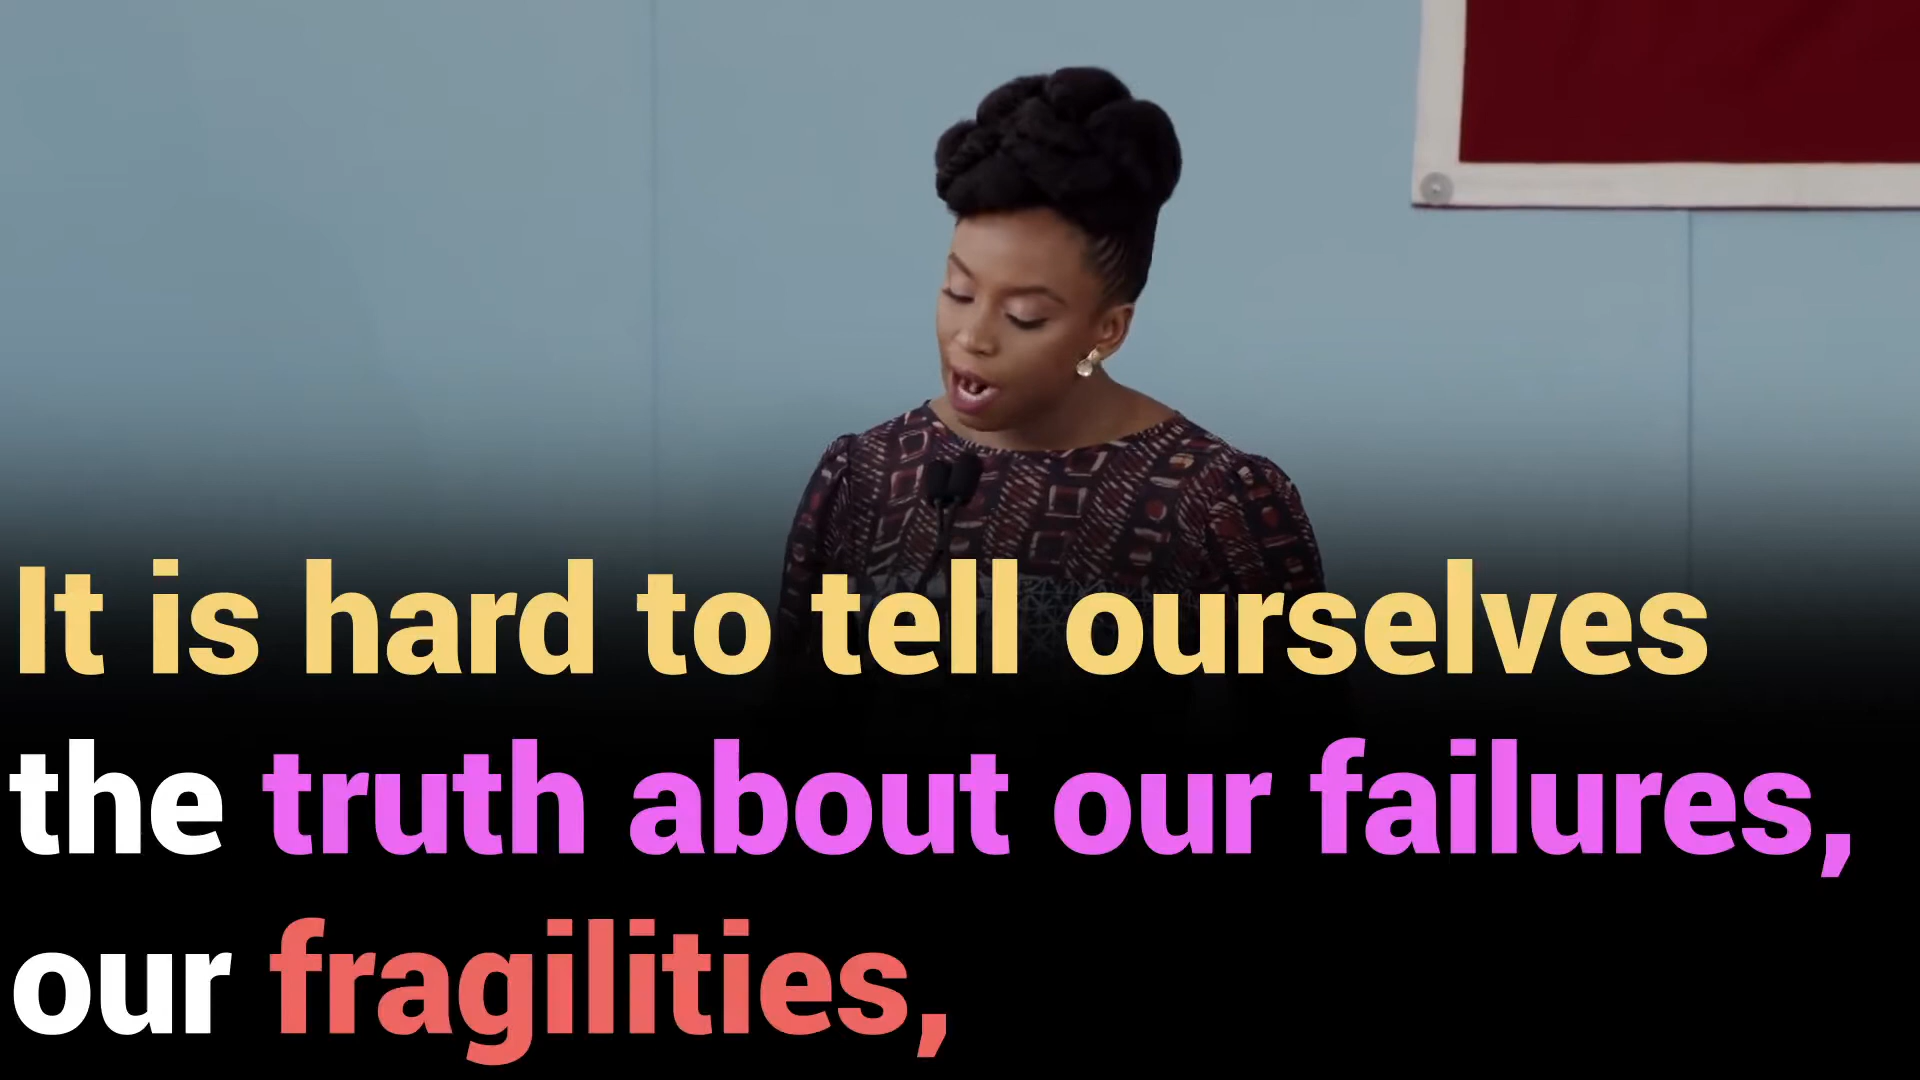 It is hard to tell ourselves
the truth about our failures,
our fragilities,